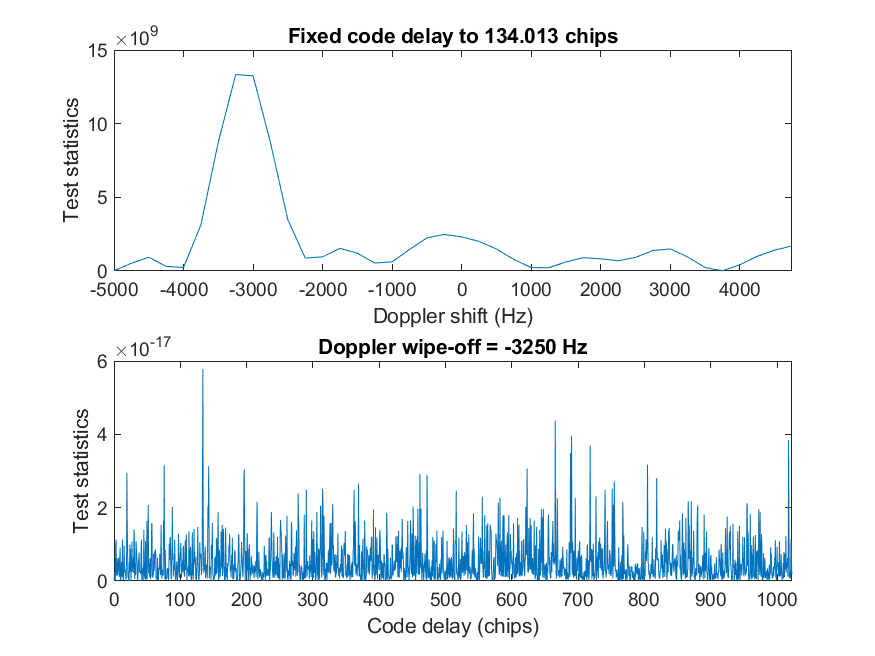 ×10^9
Fixed code delay to 134.013 chips
15
10
5
0
Test statistics
-5000 -4000 -3000 -2000 -1000 0 1000 2000 3000 4000
Doppler shift (Hz)
×10^-17
Doppler wipe-off = -3250 Hz
6
4
2
0
Test statistics
0 100 200 300 400 500 600 700 800 900 1000
Code delay (chips)